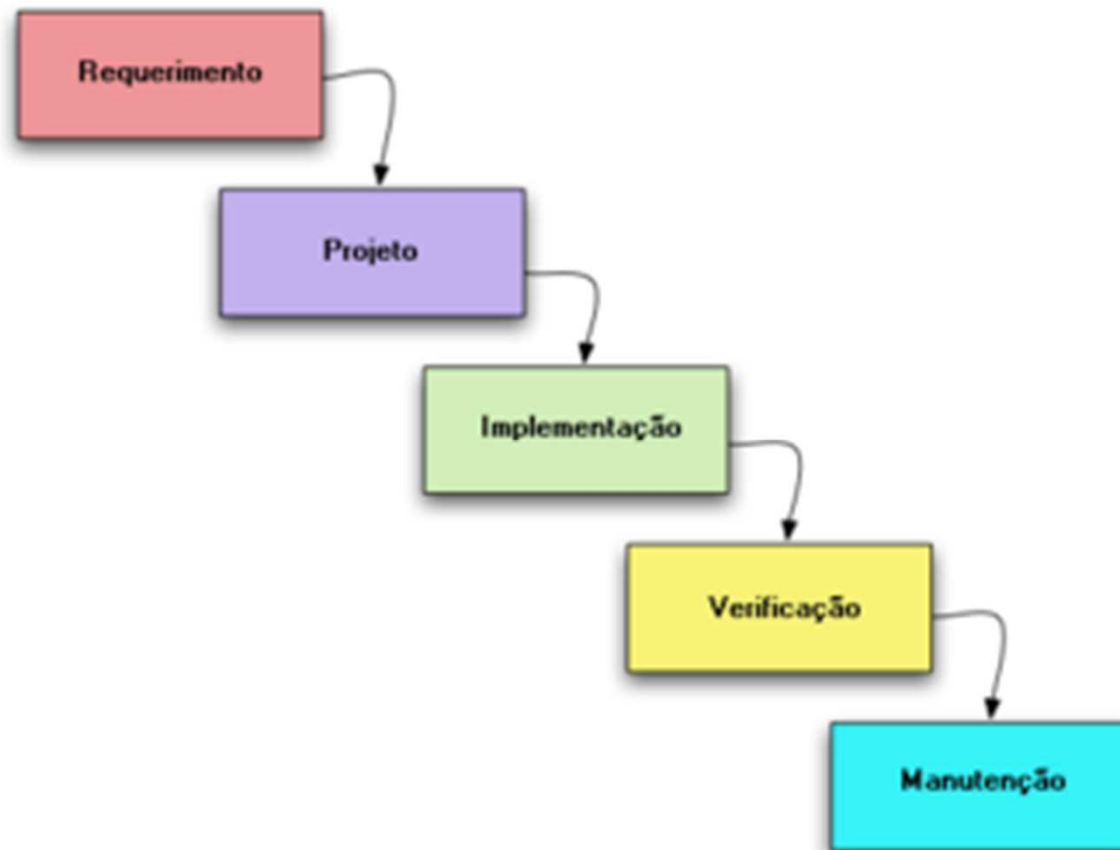 Requerimento
Projeto
Implementação
Verificação
Manutenção